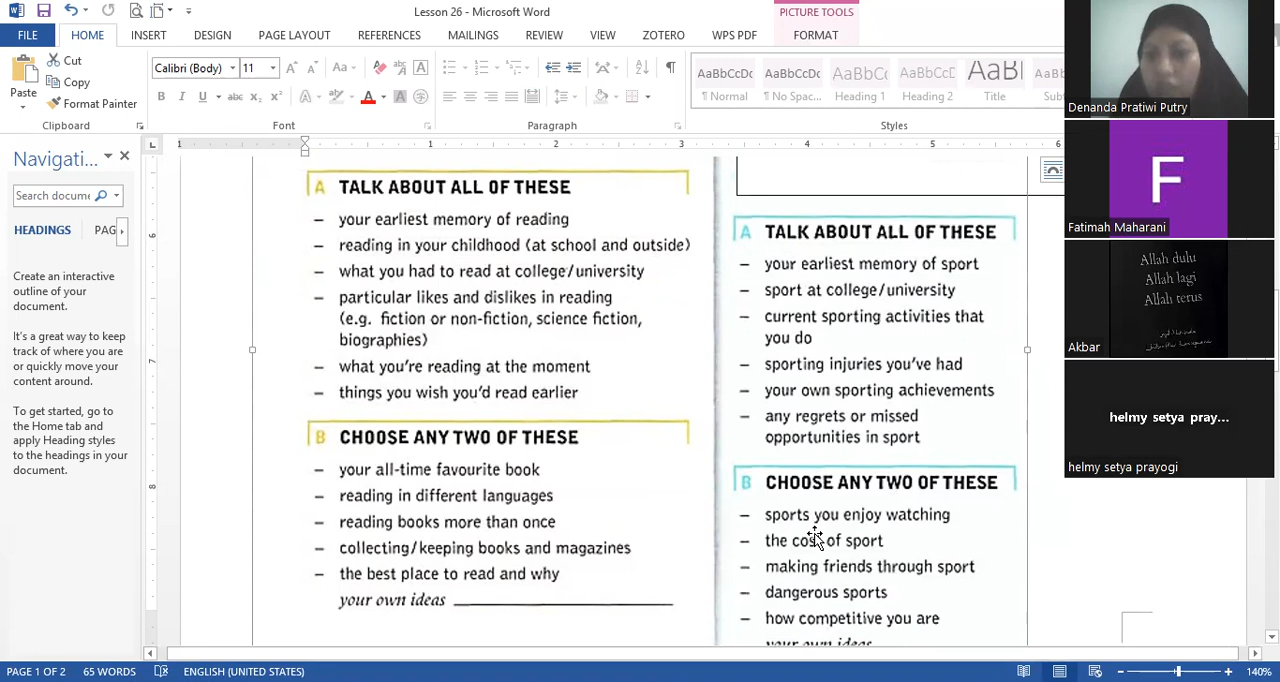 Lesson 26 - Microsoft Word
PICTURE TOOLS
FILE
HOME
INSERT
DESIGN
PAGE LAYOUT
REFERENCES
MAILINGS
REVIEW
VIEW
ZOTERO
WPS PDF
FORMAT
Paste
Cut
Copy
Format Painter
Clipboard
Calibri (Body)
11
Font
Paragraph
AaBbCcDc
¶ Normal
AaBbCcDc
¶ No Spac...
AaBbCc
Heading 1
AaBbCcE
Heading 2
AaBl
Title
Styles
Navigati...
Search docume
HEADINGS
PAG
Create an interactive
outline of your
document.
It's a great way to keep
track of where you are
or quickly move your
content around.
To get started, go to
the Home tab and
apply Heading styles
to the headings in your
document.
A TALK ABOUT ALL OF THESE
– your earliest memory of reading
– reading in your childhood (at school and outside)
– what you had to read at college/university
– particular likes and dislikes in reading
(e.g. fiction or non-fiction, science fiction,
biographies)
– what you're reading at the moment
– things you wish you'd read earlier
B CHOOSE ANY TWO OF THESE
– your all-time favourite book
– reading in different languages
– reading books more than once
– collecting/keeping books and magazines
– the best place to read and why
your own ideas
A TALK ABOUT ALL OF THESE
– your earliest memory of sport
– sport at college/university
– current sporting activities that
you do
– sporting injuries you've had
– your own sporting achievements
– any regrets or missed
opportunities in sport
B CHOOSE ANY TWO OF THESE
– sports you enjoy watching
– the cost of sport
– making friends through sport
– dangerous sports
– how competitive you are
your own ideas
Denanda Pratiwi Putry
F
Fatimah Maharani
Allah dulu
Allah lagi
Allah terus
Akbar
helmy setya pray...
helmy setya prayogi
PAGE 1 OF 2
65 WORDS
ENGLISH (UNITED STATES)
140%